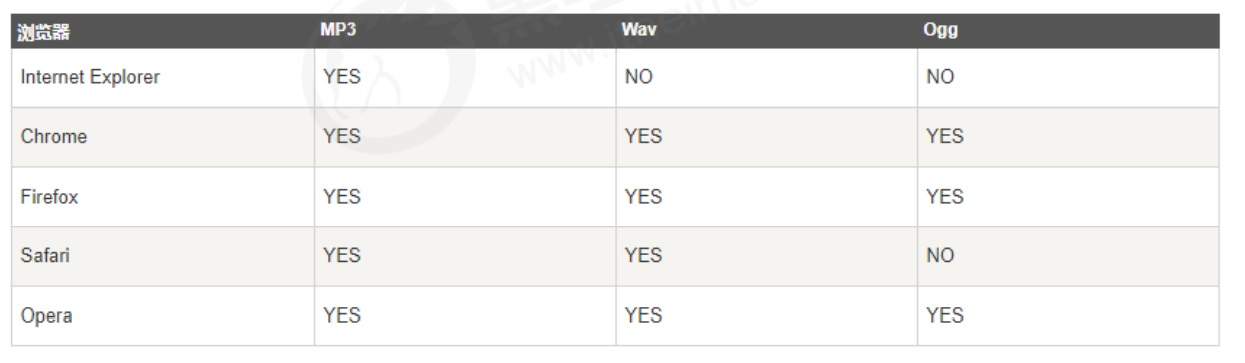 浏览器 MP3 Wav Ogg
Internet Explorer YES NO NO
Chrome YES YES YES
Firefox YES YES YES
Safari YES YES NO
Opera YES YES YES